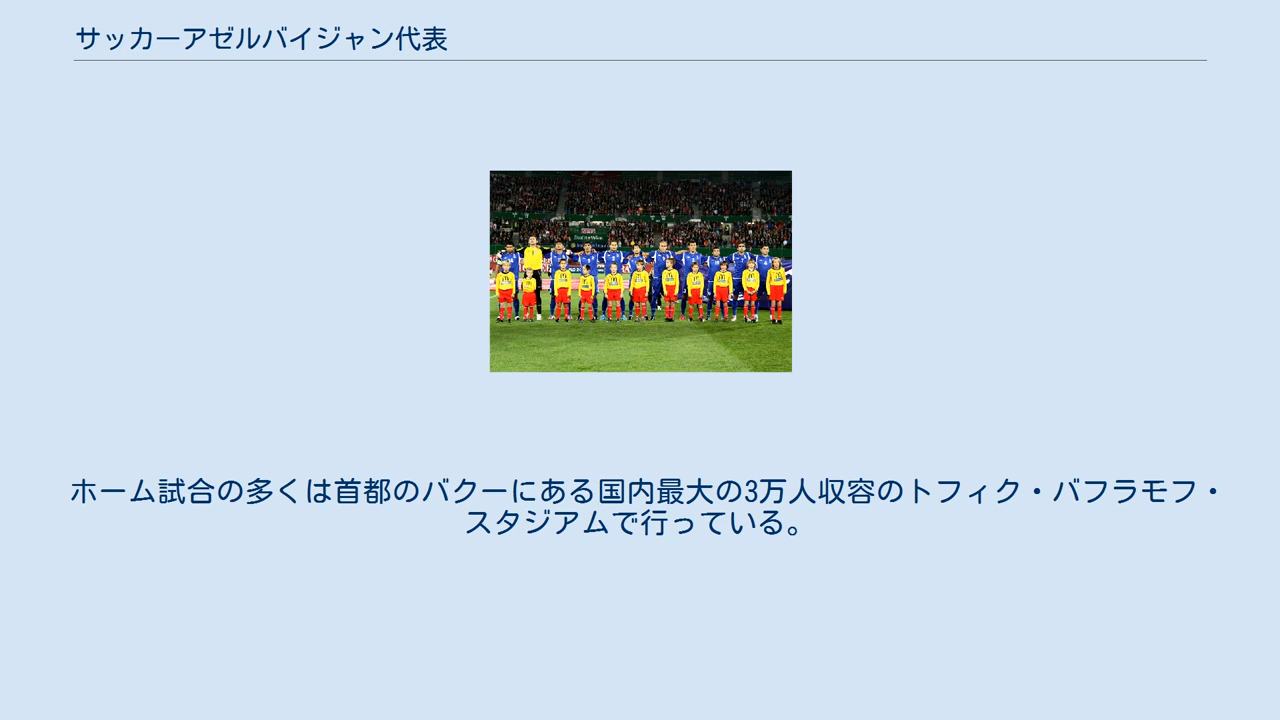 サッカーアゼルバイジャン代表
ホーム試合の多くは首都のバクーにある国内最大の3万人収容のトフィク・バフラモフ・
スタジアムで行っている。